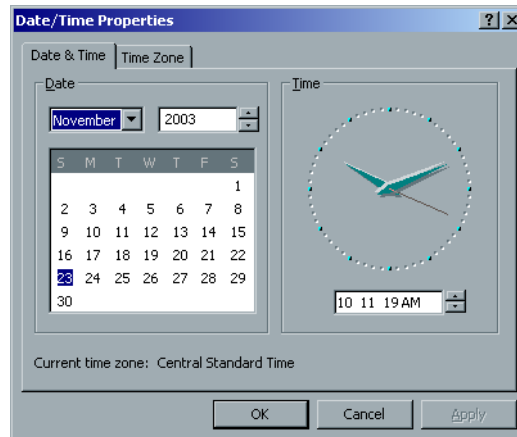 Date/Time Properties
Date & Time Time Zone
Date
November 2003
S M T W T F S
1
2 3 4 5 6 7 8
9 10 11 12 13 14 15
16 17 18 19 20 21 22
23 24 25 26 27 28 29
30
Time
10 11 19 AM
Current time zone: Central Standard Time
OK Cancel Apply